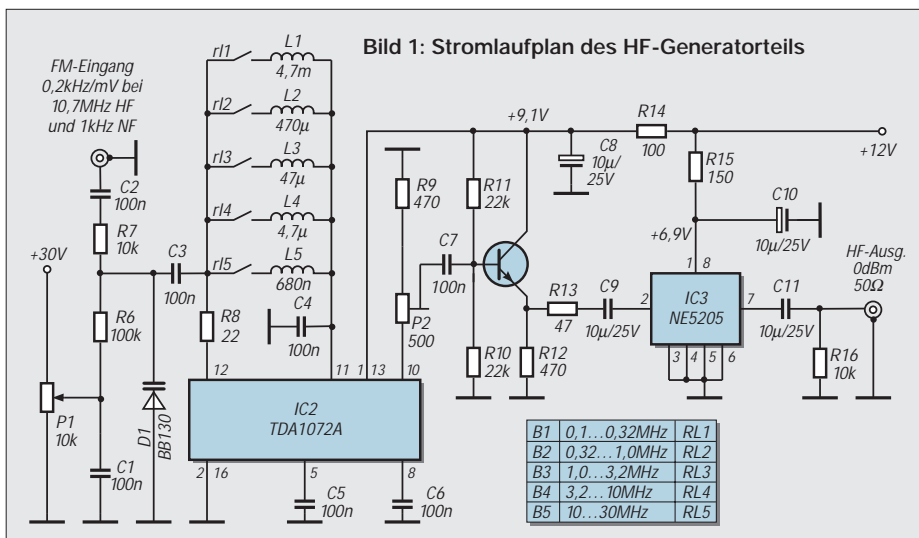 Bild 1: Stromlaufplan des HF-Generatorteils
FM-Eingang
0,2kHz/mV bei
10,7MHz HF
und 1kHz NF
C2
100n
R7
10k
+30V
R6
100k
P1
10k
C1
100n
D1
BB130
C3
100n
rl1
L1
4,7m
rl2
L2
470µ
rl3
L3
47µ
rl4
L4
4,7µ
rl5
L5
680n
R8
22
C4
100n
12
11
1
13
10
IC2
TDA1072A
2
16
5
8
C5
100n
C6
100n
R9
470
P2
500
C7
100n
R11
22k
R10
22k
R12
470
R13
47
C9
10µ/25V
+9,1V
C8
10µ/
25V
R14
100
+12V
R15
150
+6,9V
C10
10µ/25V
1
8
2
IC3
NE5205
7
3
4
5
6
C11
10µ/25V
R16
10k
HF-Ausg.
0dBm
50Ω
B1 0,1...0,32MHz RL1
B2 0,32...1,0MHz RL2
B3 1,0...3,2MHz RL3
B4 3,2...10MHz RL4
B5 10...30MHz RL5